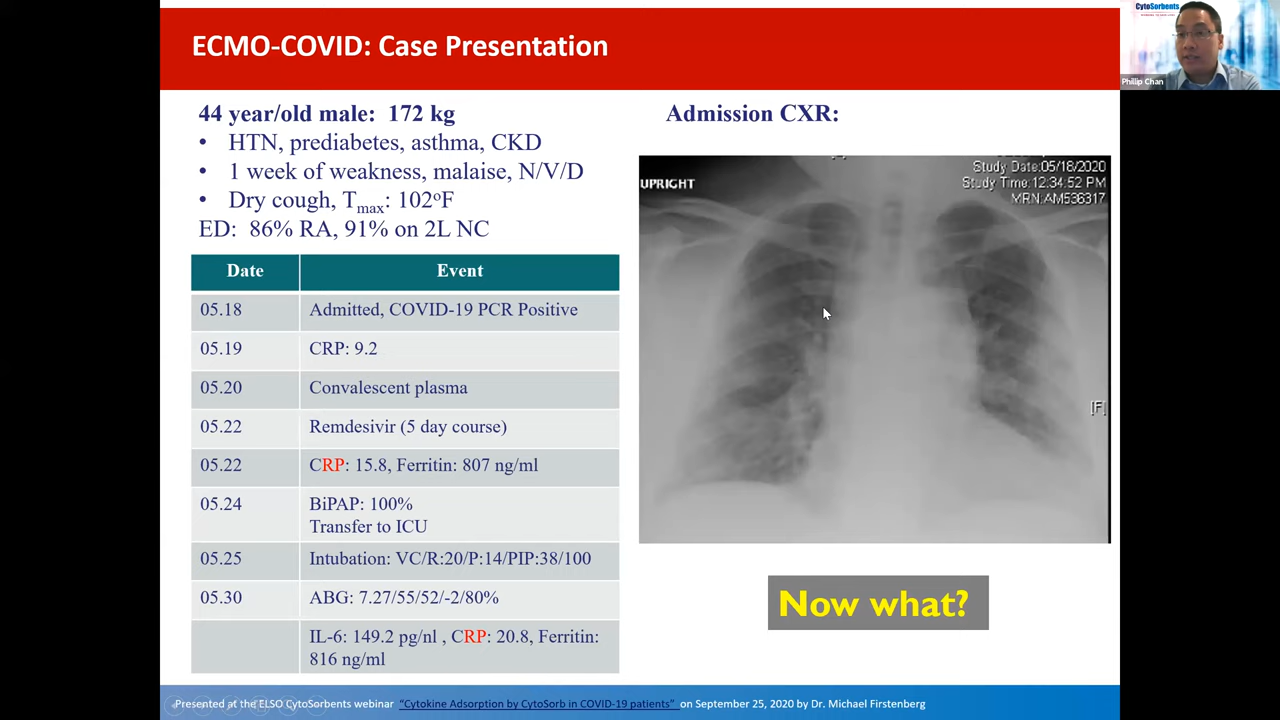 ECMO-COVID: Case Presentation
CytoSorbents
Phillip Chan
44 year/old male: 172 kg
• HTN, prediabetes, asthma, CKD
• 1 week of weakness, malaise, N/V/D
• Dry cough, Tmax: 102oF
ED: 86% RA, 91% on 2L NC
Date Event
05.18 Admitted, COVID-19 PCR Positive
05.19 CRP: 9.2
05.20 Convalescent plasma
05.22 Remdesivir (5 day course)
05.22 CRP: 15.8, Ferritin: 807 ng/ml
05.24 BiPAP: 100%
Transfer to ICU
05.25 Intubation: VC/R:20/P:14/PIP:38/100
05.30 ABG: 7.27/55/52/-2/80%
IL-6: 149.2 pg/nl , CRP: 20.8, Ferritin:
816 ng/ml
Admission CXR:
UPRIGHT
Study Date:05/18/2020
Study Time:12:34:52 PM
MRN:AM536317
[F]
Now what?
Presented at the ELSO CytoSorbents webinar “Cytokine Adsorption by CytoSorb in COVID-19 patients” on September 25, 2020 by Dr. Michael Firstenberg